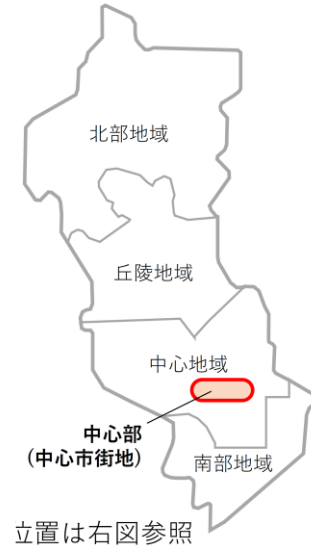 北部地域
丘陵地域
中心地域
中心部
(中心市街地)
南部地域
立置は右図参照